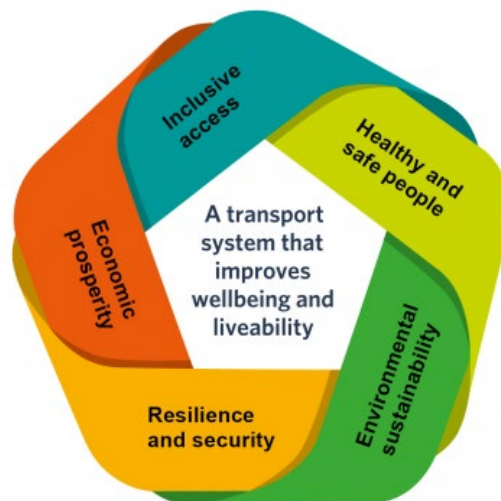 Inclusive
access
Healthy and
safe people
A transport
system that
improves
wellbeing and
liveability
Economic
prosperity
Environmental
sustainability
Resilience
and security